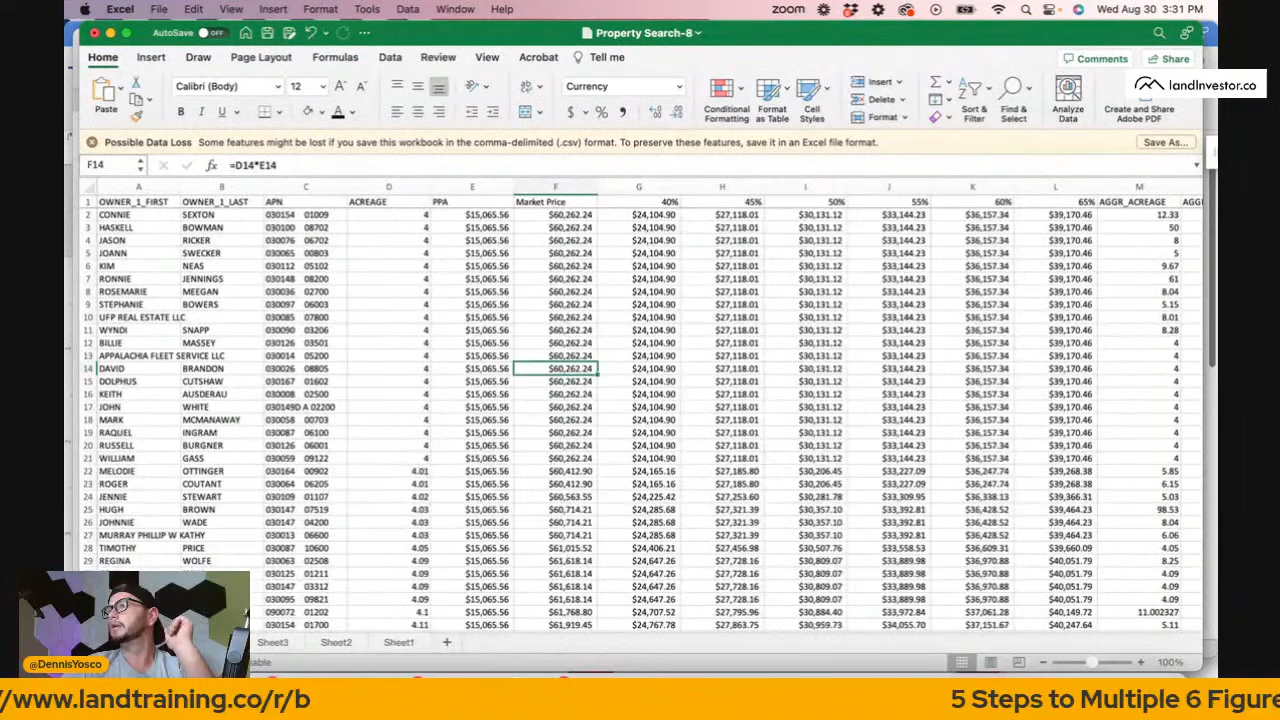 Excel File Edit View Insert Format Tools Data Window Help zoom Wed Aug 30 3:31 PM
AutoSave OFF Property Search-8
Home Insert Draw Page Layout Formulas Data Review View Acrobat Tell me Comments Share
landInvestor.co
Paste Calibri (Body) 12 Currency Conditional Formatting Format as Table Cell Styles Insert Delete Format Sort & Filter Find & Select Analyze Data Create and Share Adobe PDF
Possible Data Loss Some features might be lost if you save this workbook in the comma-delimited (.csv) format. To preserve these features, save it in an Excel file format. Save As...
F14 fx =D14*E14
A B C D E F G H I J K L M
1 OWNER_1_FIRST OWNER_1_LAST APN ACREAGE PPA Market Price 40% 45% 50% 55% 60% 65% AGGR_ACREAGE
2 CONNIE SEXTON 030154 01009 4 $15,065.56 $60,262.24 $24,104.90 $27,118.01 $30,131.12 $33,144.23 $36,157.34 $39,170.46 12.33
3 HASKELL BOWMAN 030100 08702 4 $15,065.56 $60,262.24 $24,104.90 $27,118.01 $30,131.12 $33,144.23 $36,157.34 $39,170.46 50
4 JASON RICKER 030076 06702 4 $15,065.56 $60,262.24 $24,104.90 $27,118.01 $30,131.12 $33,144.23 $36,157.34 $39,170.46 8
5 JOANN SWECKER 030065 00803 4 $15,065.56 $60,262.24 $24,104.90 $27,118.01 $30,131.12 $33,144.23 $36,157.34 $39,170.46 5
6 KIM NEAS 030112 05102 4 $15,065.56 $60,262.24 $24,104.90 $27,118.01 $30,131.12 $33,144.23 $36,157.34 $39,170.46 9.67
7 RONNIE JENNINGS 030148 08200 4 $15,065.56 $60,262.24 $24,104.90 $27,118.01 $30,131.12 $33,144.23 $36,157.34 $39,170.46 61
8 ROSEMARIE MEEGAN 030036 02700 4 $15,065.56 $60,262.24 $24,104.90 $27,118.01 $30,131.12 $33,144.23 $36,157.34 $39,170.46 8.04
9 STEPHANIE BOWERS 030097 06003 4 $15,065.56 $60,262.24 $24,104.90 $27,118.01 $30,131.12 $33,144.23 $36,157.34 $39,170.46 5.15
10 UFP REAL ESTATE LLC 030085 07800 4 $15,065.56 $60,262.24 $24,104.90 $27,118.01 $30,131.12 $33,144.23 $36,157.34 $39,170.46 8.01
11 WYNDI SNAPP 030090 03206 4 $15,065.56 $60,262.24 $24,104.90 $27,118.01 $30,131.12 $33,144.23 $36,157.34 $39,170.46 8.28
12 BILLIE MASSEY 030126 03501 4 $15,065.56 $60,262.24 $24,104.90 $27,118.01 $30,131.12 $33,144.23 $36,157.34 $39,170.46 4
13 APPALACHIA FLEET SERVICE LLC 030014 05200 4 $15,065.56 $60,262.24 $24,104.90 $27,118.01 $30,131.12 $33,144.23 $36,157.34 $39,170.46 4
14 DAVID BRANDON 030026 08805 4 $15,065.56 $60,262.24 $24,104.90 $27,118.01 $30,131.12 $33,144.23 $36,157.34 $39,170.46 4
15 DOLPHUS CUTSHAW 030167 01602 4 $15,065.56 $60,262.24 $24,104.90 $27,118.01 $30,131.12 $33,144.23 $36,157.34 $39,170.46 4
16 KEITH AUSDERAU 030008 02500 4 $15,065.56 $60,262.24 $24,104.90 $27,118.01 $30,131.12 $33,144.23 $36,157.34 $39,170.46 4
17 JOHN WHITE 030149D A 02200 4 $15,065.56 $60,262.24 $24,104.90 $27,118.01 $30,131.12 $33,144.23 $36,157.34 $39,170.46 4
18 MARK MCMANAWAY 030058 00703 4 $15,065.56 $60,262.24 $24,104.90 $27,118.01 $30,131.12 $33,144.23 $36,157.34 $39,170.46 4
19 RAQUEL INGRAM 030087 06100 4 $15,065.56 $60,262.24 $24,104.90 $27,118.01 $30,131.12 $33,144.23 $36,157.34 $39,170.46 4
20 RUSSELL BURGNER 030126 06001 4 $15,065.56 $60,262.24 $24,104.90 $27,118.01 $30,131.12 $33,144.23 $36,157.34 $39,170.46 4
21 WILLIAM GASS 030059 09122 4 $15,065.56 $60,262.24 $24,104.90 $27,118.01 $30,131.12 $33,144.23 $36,157.34 $39,170.46 4
22 MELODIE OTTINGER 030164 00902 4.01 $15,065.56 $60,412.90 $24,165.16 $27,185.80 $30,206.45 $33,227.09 $36,247.74 $39,268.38 5.85
23 ROGER COUTANT 030064 06205 4.01 $15,065.56 $60,412.90 $24,165.16 $27,185.80 $30,206.45 $33,227.09 $36,247.74 $39,268.38 6.15
24 JENNIE STEWART 030109 01107 4.02 $15,065.56 $60,563.55 $24,225.42 $27,253.60 $30,281.78 $33,309.95 $36,338.13 $39,366.31 5.03
25 HUGH BROWN 030147 07519 4.03 $15,065.56 $60,714.21 $24,285.68 $27,321.39 $30,357.10 $33,392.81 $36,428.52 $39,464.23 98.53
26 JOHNNIE WADE 030147 04200 4.03 $15,065.56 $60,714.21 $24,285.68 $27,321.39 $30,357.10 $33,392.81 $36,428.52 $39,464.23 8.04
27 MURRAY PHILLIP W KATHY 030013 06600 4.03 $15,065.56 $60,714.21 $24,285.68 $27,321.39 $30,357.10 $33,392.81 $36,428.52 $39,464.23 6.06
28 TIMOTHY PRICE 030087 10600 4.05 $15,065.56 $61,015.52 $24,406.21 $27,456.98 $30,507.76 $33,558.53 $36,609.31 $39,660.09 4.05
29 REGINA WOLFE 030063 02508 4.09 $15,065.56 $61,618.14 $24,647.26 $27,728.16 $30,809.07 $33,889.98 $36,970.88 $40,051.79 8.25
030125 01211 4.09 $15,065.56 $61,618.14 $24,647.26 $27,728.16 $30,809.07 $33,889.98 $36,970.88 $40,051.79 4.09
030147 03312 4.09 $15,065.56 $61,618.14 $24,647.26 $27,728.16 $30,809.07 $33,889.98 $36,970.88 $40,051.79 4.09
030095 09821 4.09 $15,065.56 $61,618.14 $24,647.26 $27,728.16 $30,809.07 $33,889.98 $36,970.88 $40,051.79 4.09
090072 01202 4.1 $15,065.56 $61,768.80 $24,707.52 $27,795.96 $30,884.40 $33,972.84 $37,061.28 $40,149.72 11.002327
030154 01700 4.11 $15,065.56 $61,919.45 $24,767.78 $27,863.75 $30,959.73 $34,055.70 $37,151.67 $40,247.64 5.11
Sheet3 Sheet2 Sheet1 +
100%
@DennisYosco
//www.landtraining.co/r/b 5 Steps to Multiple 6 Figure